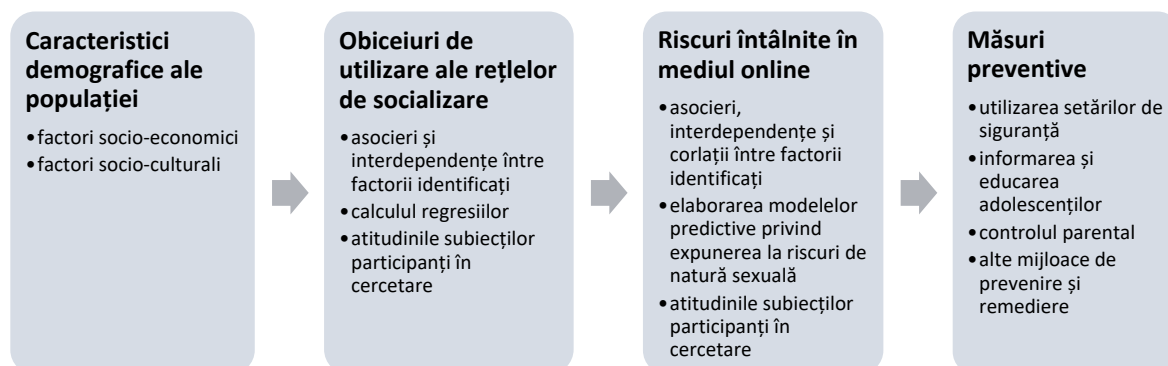 Caracteristici
demografice ale
populației
•factori socio-economici
•factori socio-culturali
Obiceiuri de
utilizare ale rețlelor
de socializare
•asocieri și
interdependențe între
factorii identificați
•calculul regresiilor
•atitudinile subiecților
participanți în
cercetare
Riscuri întâlnite în
mediul online
•asocieri,
interdependențe și
corlații între factorii
identificați
•elaborarea modelelor
predictive privind
expunerea la riscuri de
natură sexuală
•atitudinile subiecților
participanți în
cercetare
Măsuri
preventive
•utilizarea setărilor de
siguranță
•informarea și
educarea
adolescenților
•controlul parental
•alte mijloace de
prevenire și
remediere